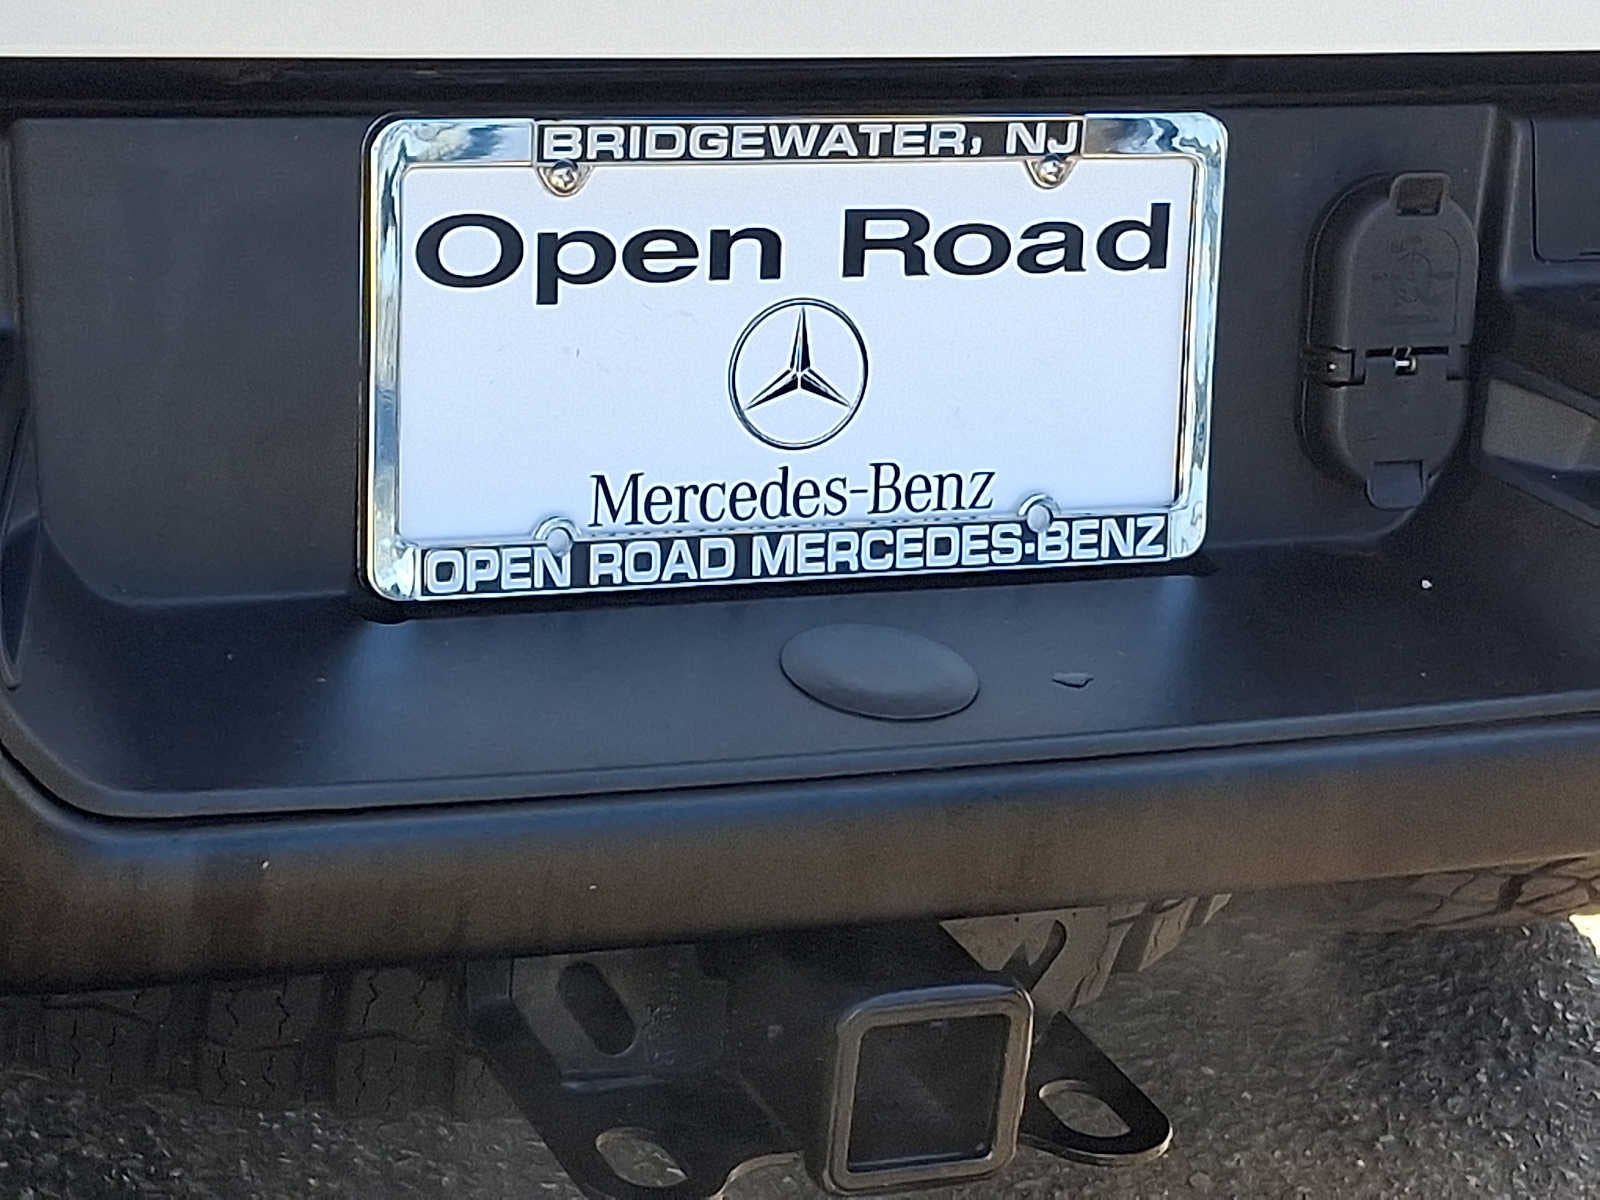 BRIDGEWATER, NJ
Open Road
Mercedes-Benz
OPEN ROAD MERCEDES-BENZ